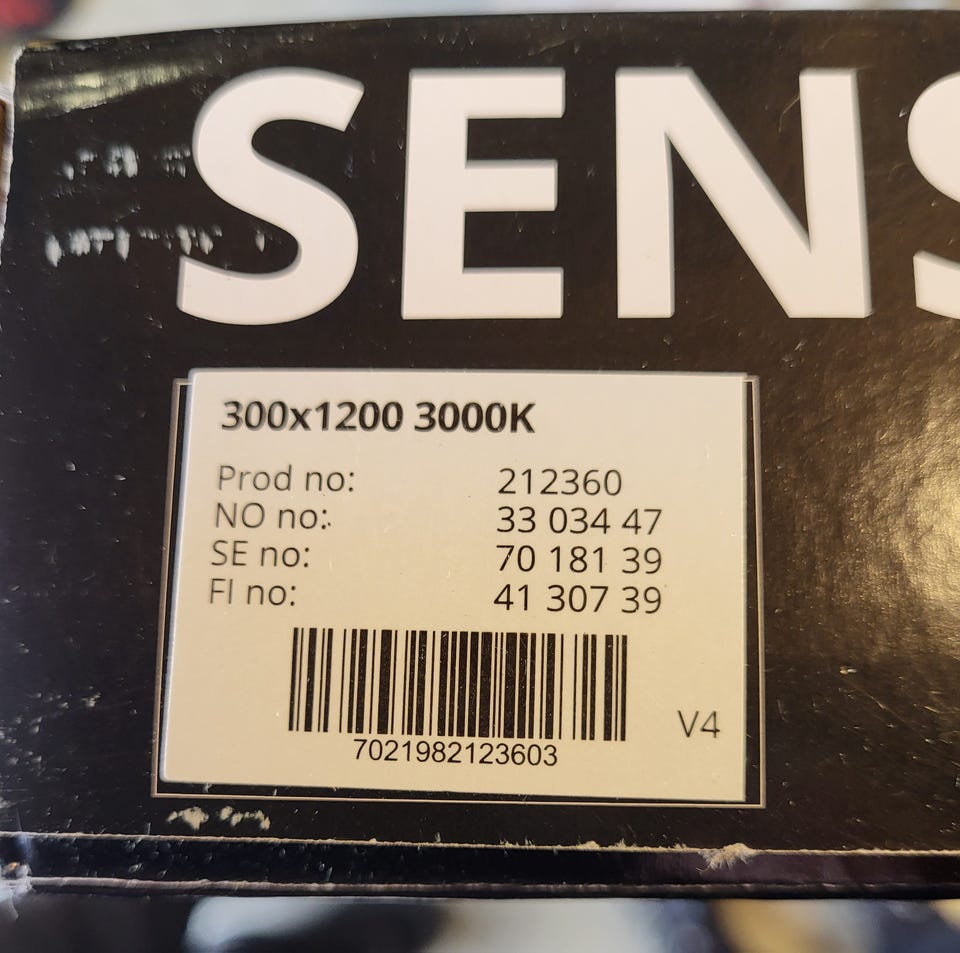 SENS
300x1200 3000K
Prod no: 212360
NO no: 33 034 47
SE no: 70 181 39
FI no: 41 307 39
7021982123603
V4